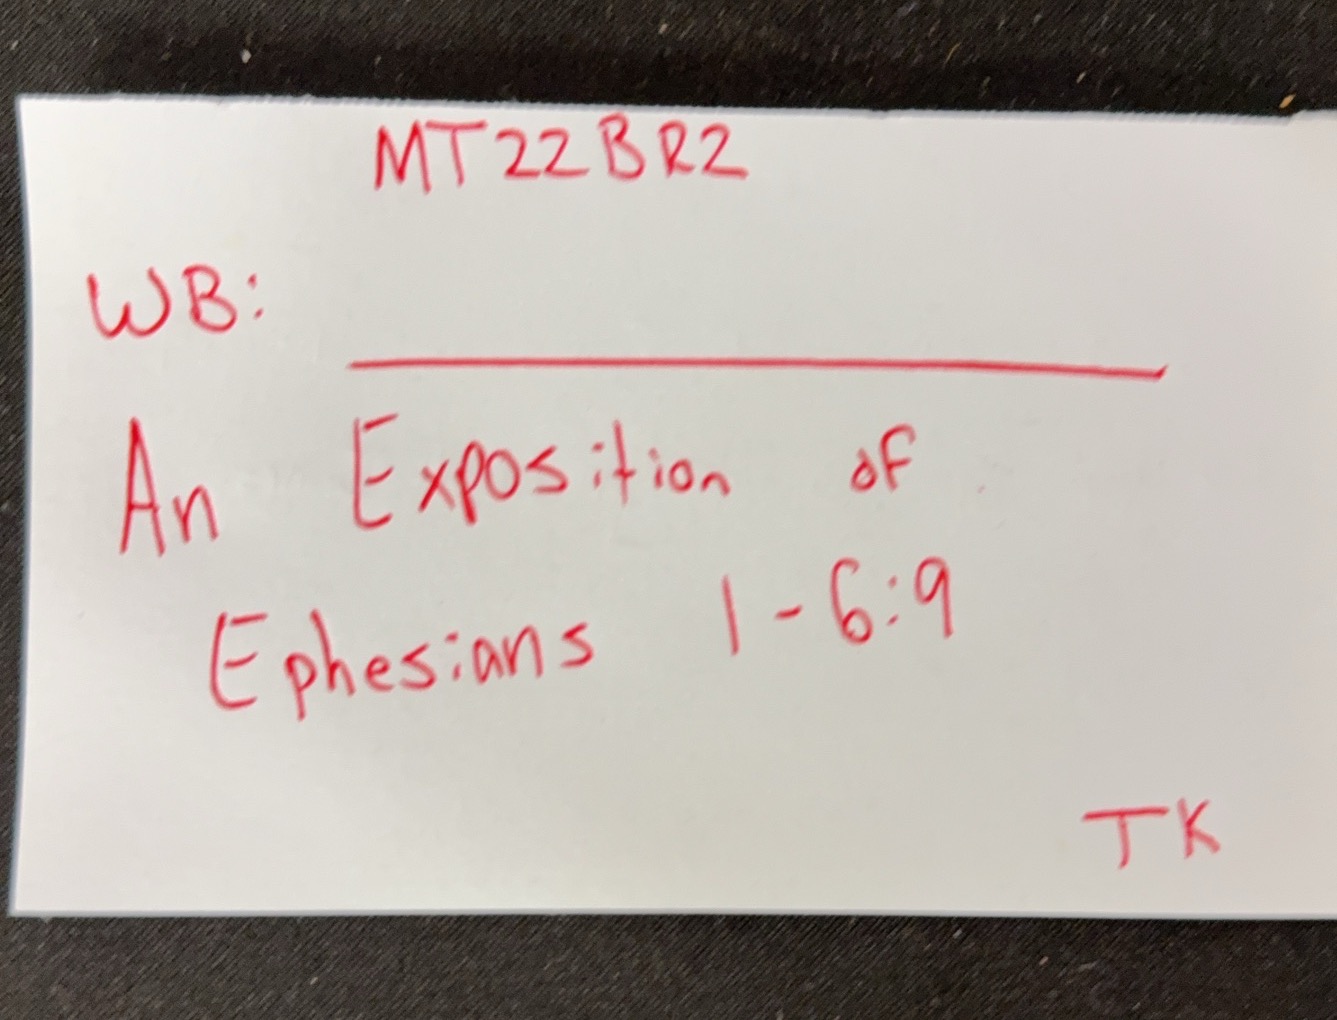 MT22BR2
WB:
An Exposition of
Ephesians 1-6:9
TK